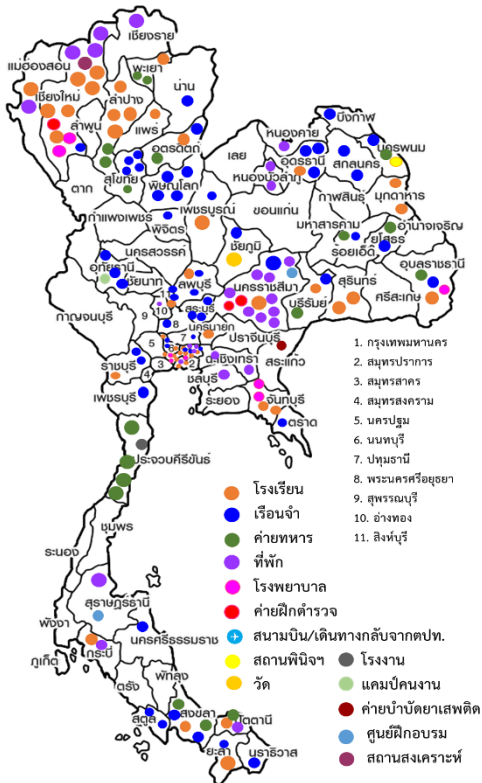 เชียงราย
แม่ฮ่องสอน
พะเยา
น่าน
เชียงใหม่
ลำปาง
ลำพูน
แพร่
บึงกาฬ
หนองคาย
เลย
อุดรธานี
นครพนม
สกลนคร
หนองบัวลำภู
อุตรดิตถ์
สุโขทัย
ตาก
พิษณุโลก
มุกดาหาร
กาฬสินธุ์
ขอนแก่น
เพชรบูรณ์
กำแพงเพชร
พิจิตร
มหาสารคาม
อำนาจเจริญ
ยโสธร
ร้อยเอ็ด
ชัยภูมิ
นครสวรรค์
อุทัยธานี
ชัยนาท
ลพบุรี
อุบลราชธานี
สุรินทร์
ศรีสะเกษ
นครราชสีมา
บุรีรัมย์
สระบุรี
กาญจนบุรี
11
10
9
8
7
5
นครนายก
ปราจีนบุรี
ฉะเชิงเทรา
สระแก้ว
ราชบุรี
4
3
2
ชลบุรี
เพชรบุรี
ระยอง
จันทบุรี
ตราด
ประจวบคีรีขันธ์
ชุมพร
ระนอง
สุราษฎร์ธานี
พังงา
นครศรีธรรมราช
ภูเก็ต
กระบี่
ตรัง
พัทลุง
สตูล
สงขลา
ปัตตานี
ยะลา
นราธิวาส
1. กรุงเทพมหานคร
2. สมุทรปราการ
3. สมุทรสาคร
4. สมุทรสงคราม
5. นครปฐม
6. นนทบุรี
7. ปทุมธานี
8. พระนครศรีอยุธยา
9. สุพรรณบุรี
10. อ่างทอง
11. สิงห์บุรี
โรงเรียน
เรือนจำ
ค่ายทหาร
ที่พัก
โรงพยาบาล
ค่ายฝึกตำรวจ
สนามบิน/เดินทางกลับจากตปท.
สถานพินิจฯ
วัด
โรงงาน
แคมป์คนงาน
ค่ายบำบัดยาเสพติด
ศูนย์ฝึกอบรม
สถานสงเคราะห์